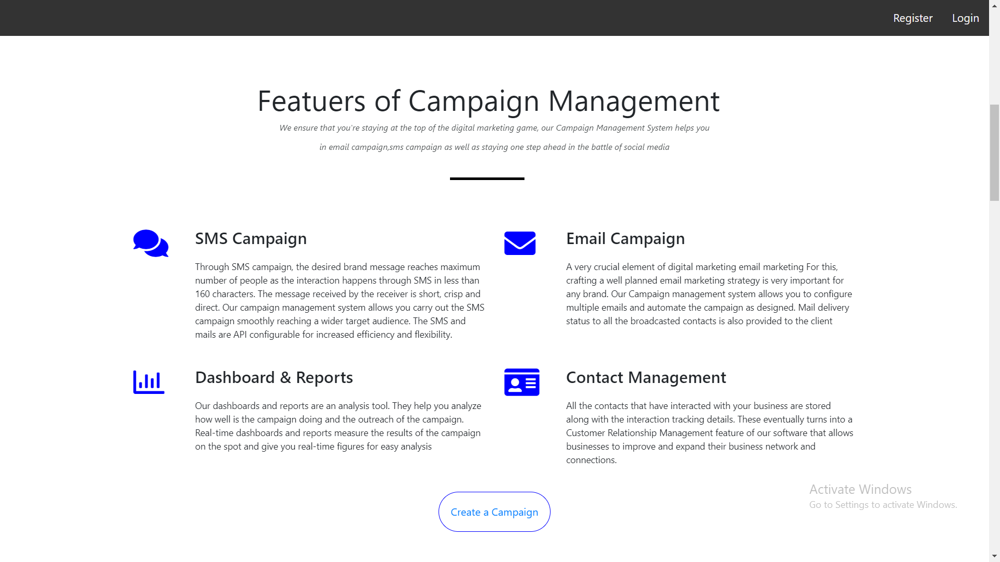 Register Login
Featuers of Campaign Management
We ensure that you're staying at the top of the digital marketing game, our Campaign Management System helps you
in email campaign,sms campaign as well as staying one step ahead in the battle of social media
SMS Campaign
Through SMS campaign, the desired brand message reaches maximum
number of people as the interaction happens through SMS in less than
160 characters. The message received by the receiver is short, crisp and
direct. Our campaign management system allows you carry out the SMS
campaign smoothly reaching a wider target audience. The SMS and
mails are API configurable for increased efficiency and flexibility.
Email Campaign
A very crucial element of digital marketing email marketing For this,
crafting a well planned email marketing strategy is very important for
any brand. Our Campaign management system allows you to configure
multiple emails and automate the campaign as designed. Mail delivery
status to all the broadcasted contacts is also provided to the client
Dashboard & Reports
Our dashboards and reports are an analysis tool. They help you analyze
how well is the campaign doing and the outreach of the campaign.
Real-time dashboards and reports measure the results of the campaign
on the spot and give you real-time figures for easy analysis
Contact Management
All the contacts that have interacted with your business are stored
along with the interaction tracking details. These eventually turns into a
Customer Relationship Management feature of our software that allows
businesses to improve and expand their business network and
connections.
Create a Campaign
Activate Windows
Go to Settings to activate Windows.